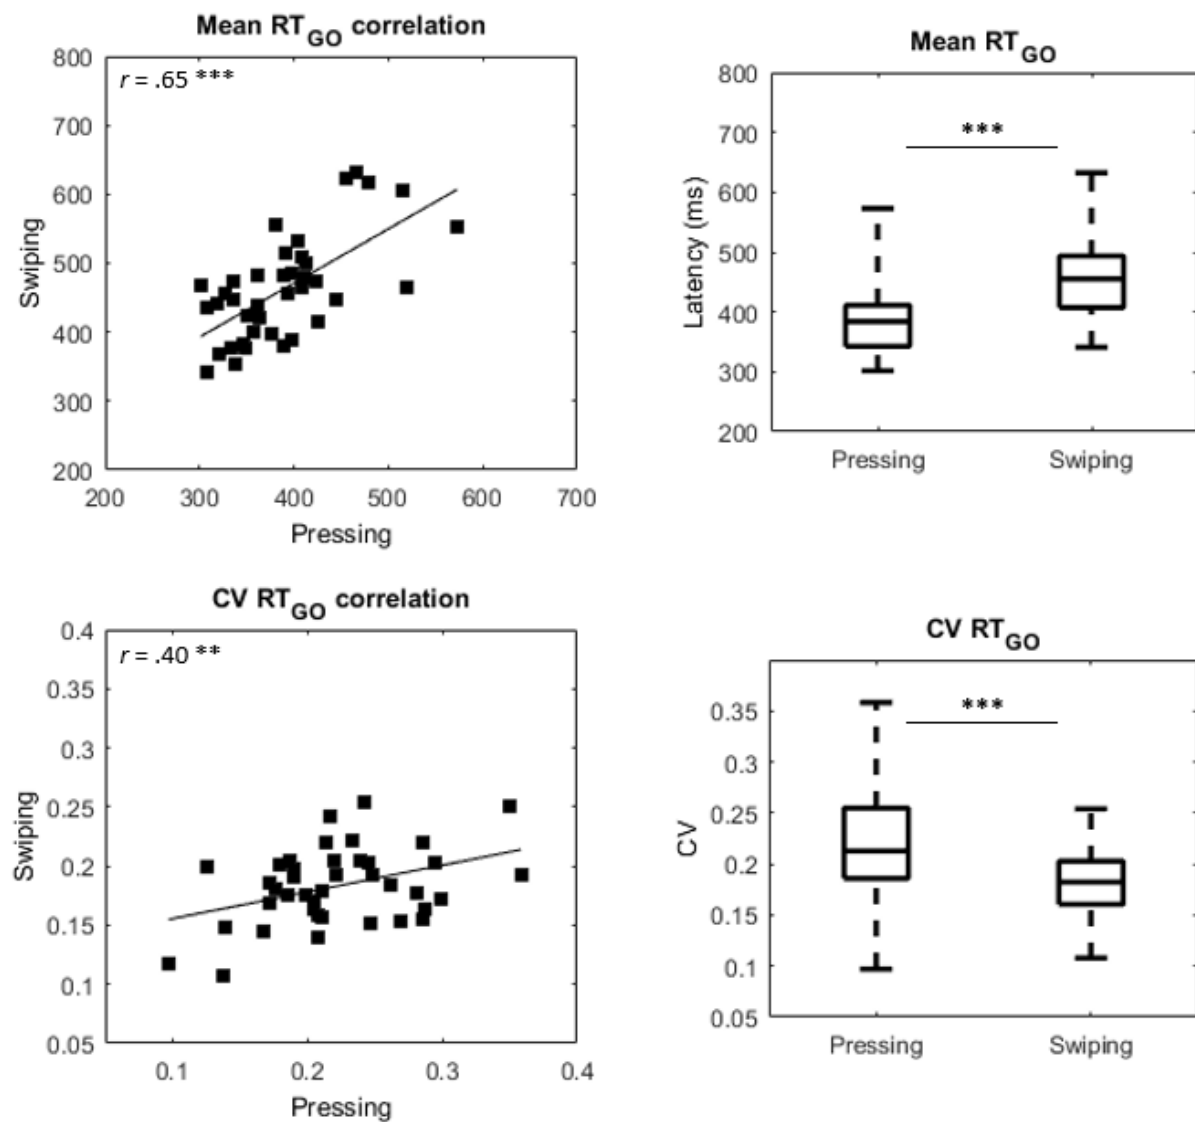 Mean RT_GO correlation
r = .65 ***
800
700
600
500
400
300
200
Swiping
200 300 400 500 600 700
Pressing
Mean RT_GO
***
800
700
600
500
400
300
200
Latency (ms)
Pressing Swiping
CV RT_GO correlation
r = .40 **
0.4
0.35
0.3
0.25
0.2
0.15
0.1
0.05
Swiping
0.1 0.2 0.3 0.4
Pressing
CV RT_GO
***
0.35
0.3
0.25
0.2
0.15
0.1
0.05
CV
Pressing Swiping